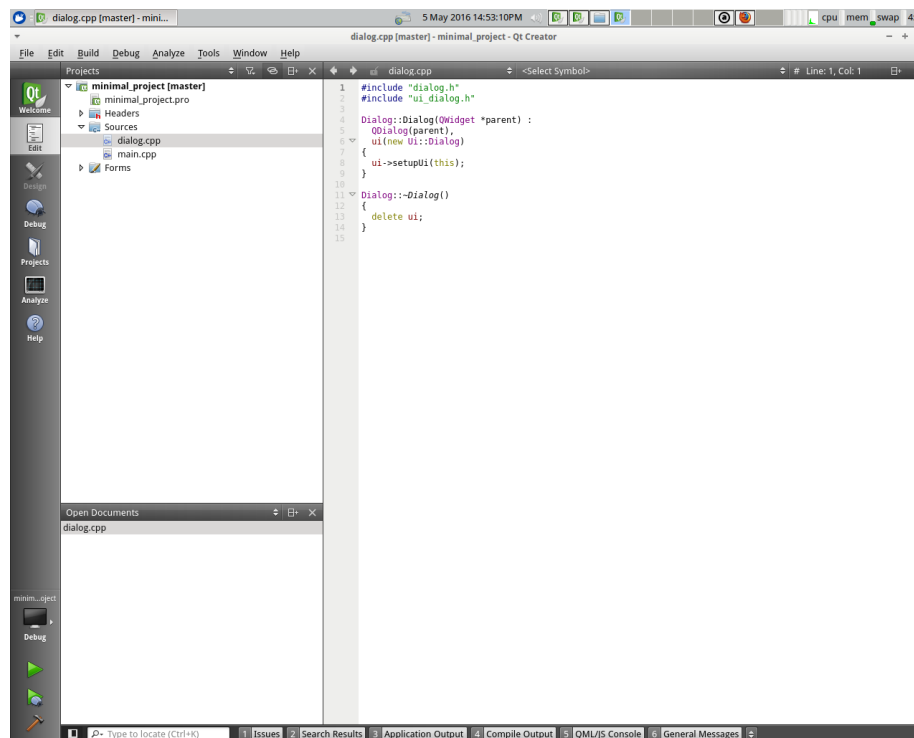 dialog.cpp [master] - mini...
5 May 2016 14:53:10PM
cpu mem swap 4
dialog.cpp [master] - minimal_project - Qt Creator
File Edit Build Debug Analyze Tools Window Help
Projects
dialog.cpp
<Select Symbol>
# Line: 1, Col: 1
Qt
Welcome
Edit
Design
Debug
Projects
Analyze
Help
minimal_project [master]
minimal_project.pro
Headers
Sources
dialog.cpp
main.cpp
Forms
1 #include "dialog.h"
2 #include "ui_dialog.h"
3
4 Dialog::Dialog(QWidget *parent) :
5 QDialog(parent),
6 ui(new Ui::Dialog)
7 {
8 ui->setupUi(this);
9 }
10
11 Dialog::~Dialog()
12 {
13 delete ui;
14 }
15
Open Documents
dialog.cpp
minim...oject
Debug
Type to locate (Ctrl+K)
1 Issues 2 Search Results 3 Application Output 4 Compile Output 5 QML/JS Console 6 General Messages